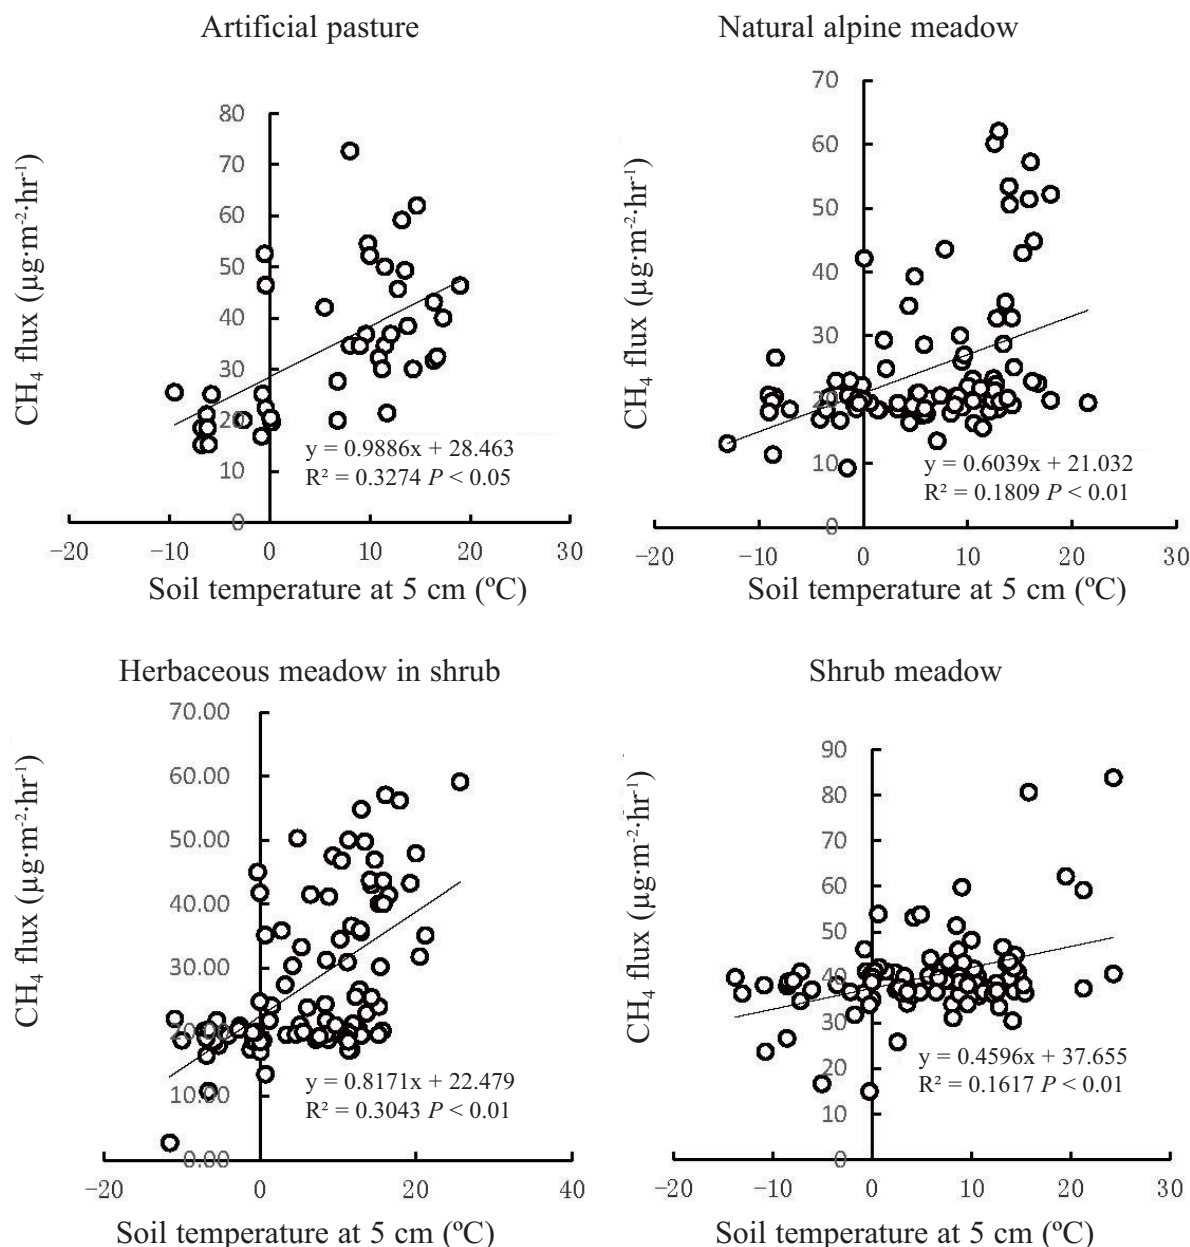 Artificial pasture
Natural alpine meadow
CH₄ flux (µg·m⁻²·hr⁻¹)
80
70
60
50
40
30
20
10
0
y = 0.9886x + 28.463
R² = 0.3274 P < 0.05
−20
−10
0
10
20
30
Soil temperature at 5 cm (ºC)
CH₄ flux (µg·m⁻²·hr⁻¹)
70
60
50
40
30
20
10
0
y = 0.6039x + 21.032
R² = 0.1809 P < 0.01
−20
−10
0
10
20
30
Soil temperature at 5 cm (ºC)
Herbaceous meadow in shrub
Shrub meadow
CH₄ flux (µg·m⁻²·hr⁻¹)
70.00
60.00
50.00
40.00
30.00
20.00
10.00
0.00
y = 0.8171x + 22.479
R² = 0.3043 P < 0.01
−20
0
20
40
Soil temperature at 5 cm (ºC)
CH₄ flux (µg·m⁻²·hr⁻¹)
90
80
70
60
50
40
30
20
10
0
y = 0.4596x + 37.655
R² = 0.1617 P < 0.01
−20
−10
0
10
20
30
Soil temperature at 5 cm (ºC)